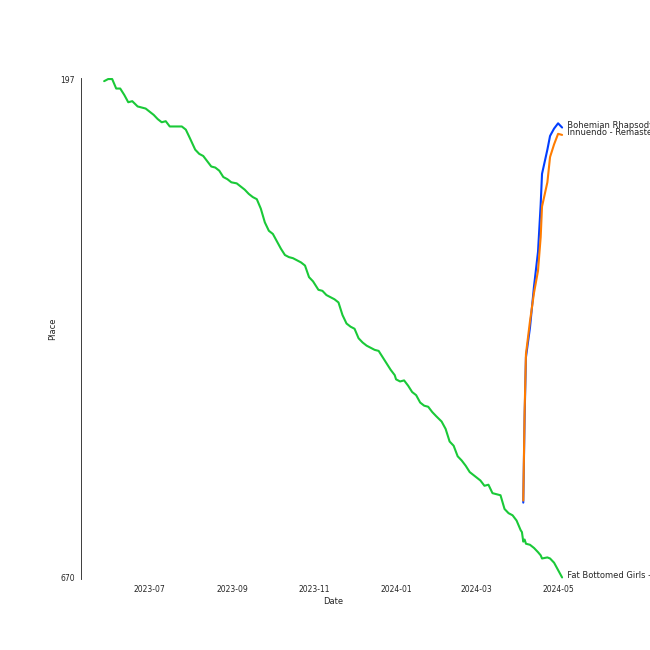 197
Bohemian Rhapsody
Innuendo - Remaste
Place
Fat Bottomed Girls -
670
2023-07
2023-09
2023-11
2024-01
2024-03
2024-05
Date